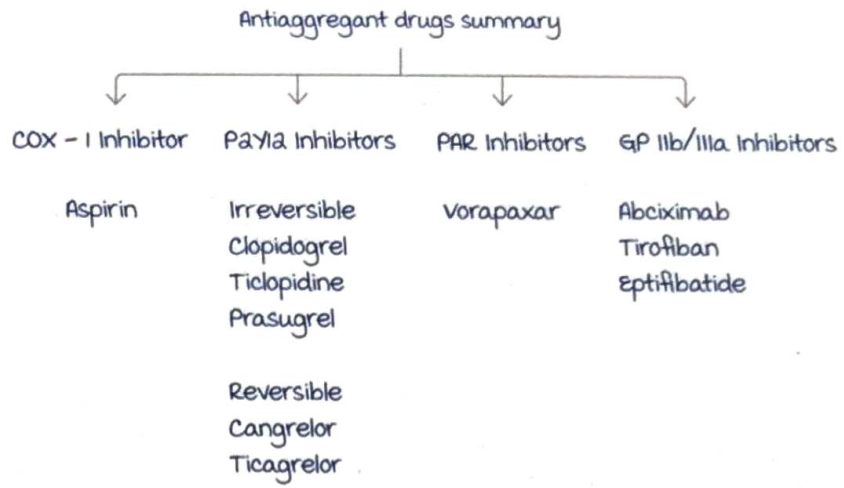 Antiaggregant drugs summary
COX - 1 Inhibitor
Aspirin
P2Y12 Inhibitors
Irreversible
Clopidogrel
Ticlopidine
Prasugrel
Reversible
Cangrelor
Ticagrelor
PAR Inhibitors
Vorapaxar
GP IIb/IIIa Inhibitors
Abciximab
Tirofiban
Eptifibatide